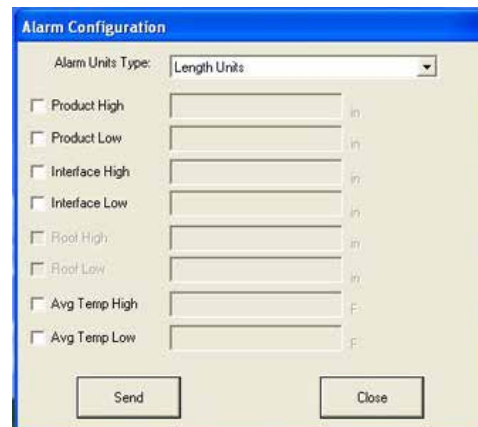 Alarm Configuration
Alarm Units Type: Length Units
Product High in
Product Low in
Interface High in
Interface Low in
Roof High in
Roof Low in
Avg Temp High F
Avg Temp Low F
Send Close